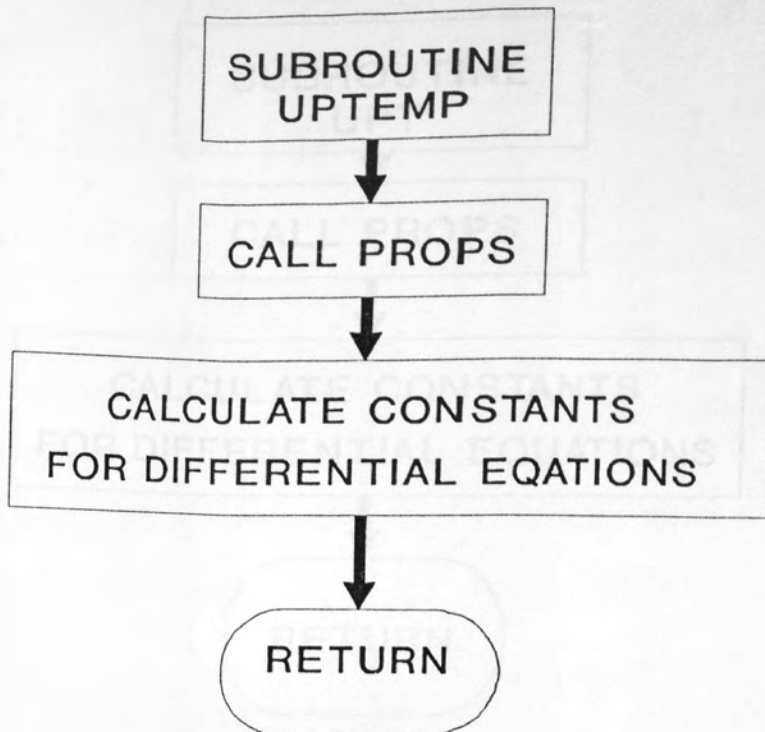 SUBROUTINE
UPTEMP
CALL PROPS
CALCULATE CONSTANTS
FOR DIFFERENTIAL EQATIONS
RETURN